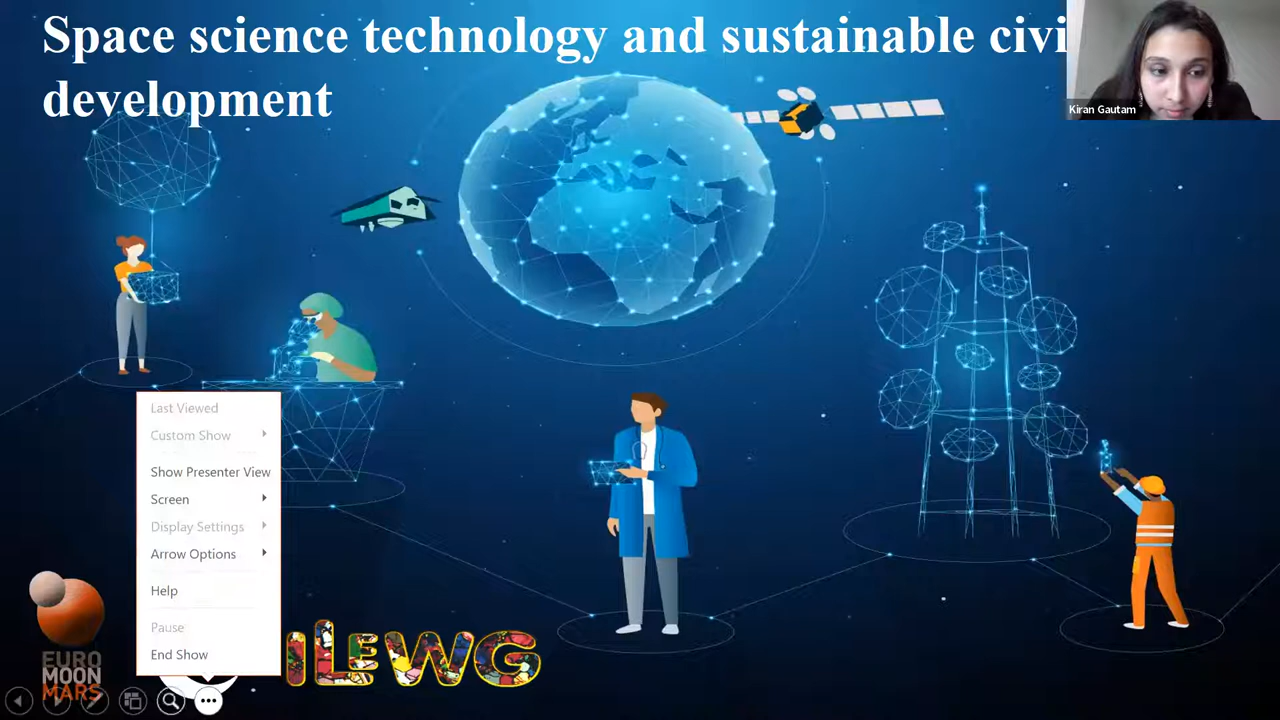 Space science technology and sustainable civi
development
Kiran Gautam
Last Viewed
Custom Show
Show Presenter View
Screen
Display Settings
Arrow Options
Help
Pause
End Show
EURO
MOON
MARS
ILEWG